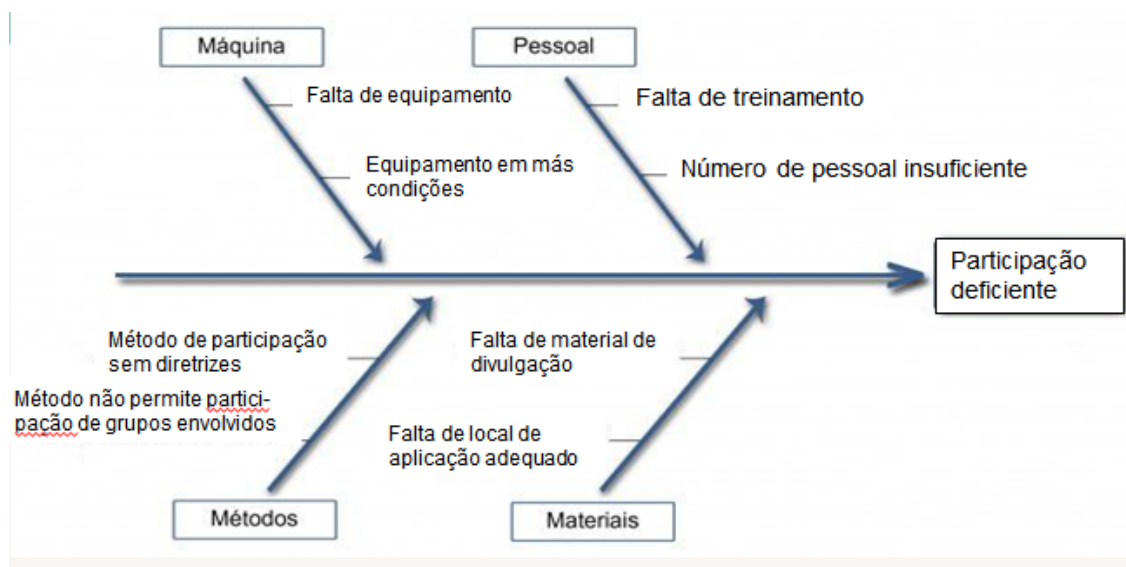 Máquina
Pessoal
Falta de equipamento
Falta de treinamento
Equipamento em más
condições
Número de pessoal insuficiente
Participação
deficiente
Método de participação
sem diretrizes
Falta de material de
divulgação
Método não permite partici-
pação de grupos envolvidos
Falta de local de
aplicação adequado
Métodos
Materiais